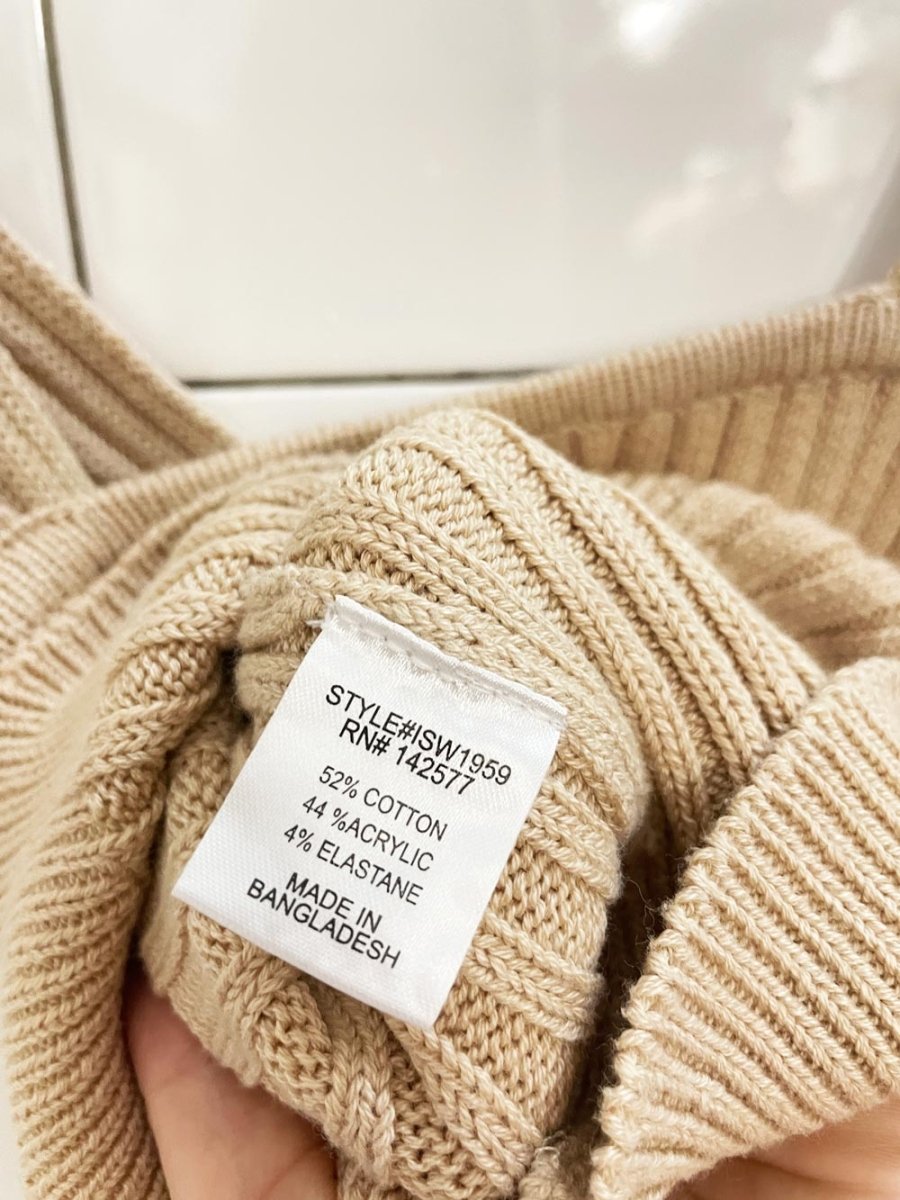 STYLE#ISW1959
RN# 142577
52% COTTON
44 %ACRYLIC
4% ELASTANE
MADE IN
BANGLADESH